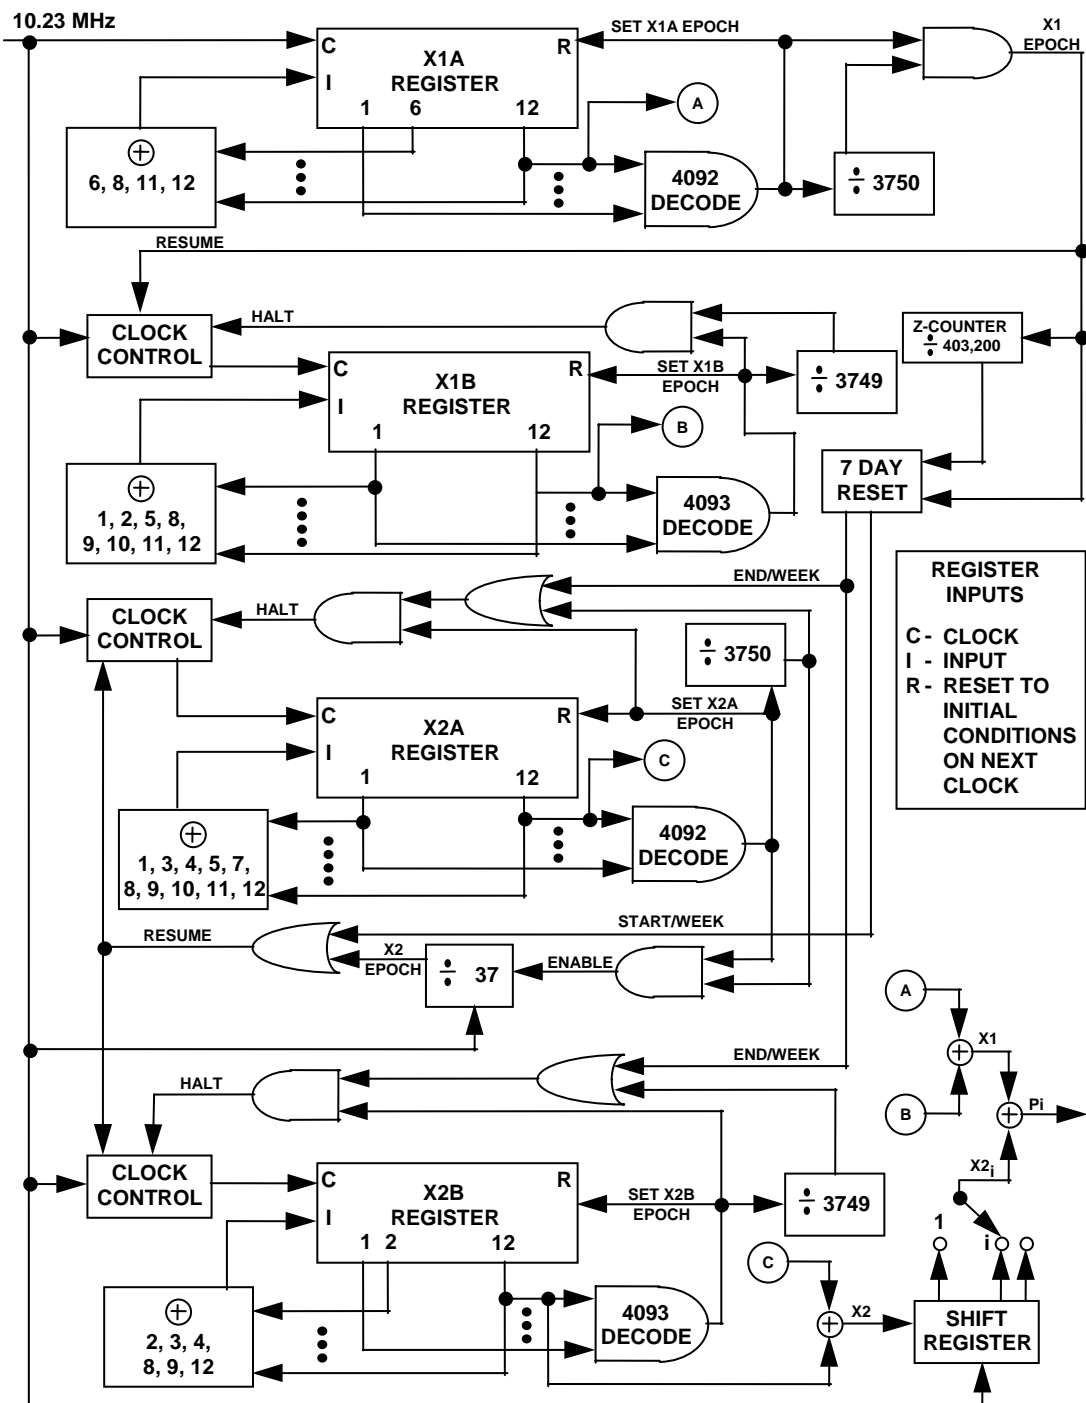 10.23 MHz
SET X1A EPOCH
X1
EPOCH
C
R
X1A
REGISTER
I
1 6 12
A
6, 8, 11, 12
4092
DECODE
÷ 3750
RESUME
HALT
CLOCK
CONTROL
Z-COUNTER
÷ 403,200
C
R
X1B
REGISTER
SET X1B
EPOCH
÷ 3749
I
1 12
B
1, 2, 5, 8,
9, 10, 11, 12
4093
DECODE
7 DAY
RESET
END/WEEK
REGISTER
INPUTS
C - CLOCK
I - INPUT
R - RESET TO
INITIAL
CONDITIONS
ON NEXT
CLOCK
HALT
CLOCK
CONTROL
÷ 3750
C
R
X2A
REGISTER
SET X2A
EPOCH
I
1 12
C
1, 3, 4, 5, 7,
8, 9, 10, 11, 12
4092
DECODE
START/WEEK
RESUME
X2
EPOCH
÷ 37
ENABLE
A
X1
END/WEEK
HALT
B
Pi
CLOCK
CONTROL
C
R
X2B
REGISTER
SET X2B
EPOCH
÷ 3749
X2i
I
1 2 12
1 i
C
2, 3, 4,
8, 9, 12
4093
DECODE
X2
SHIFT
REGISTER